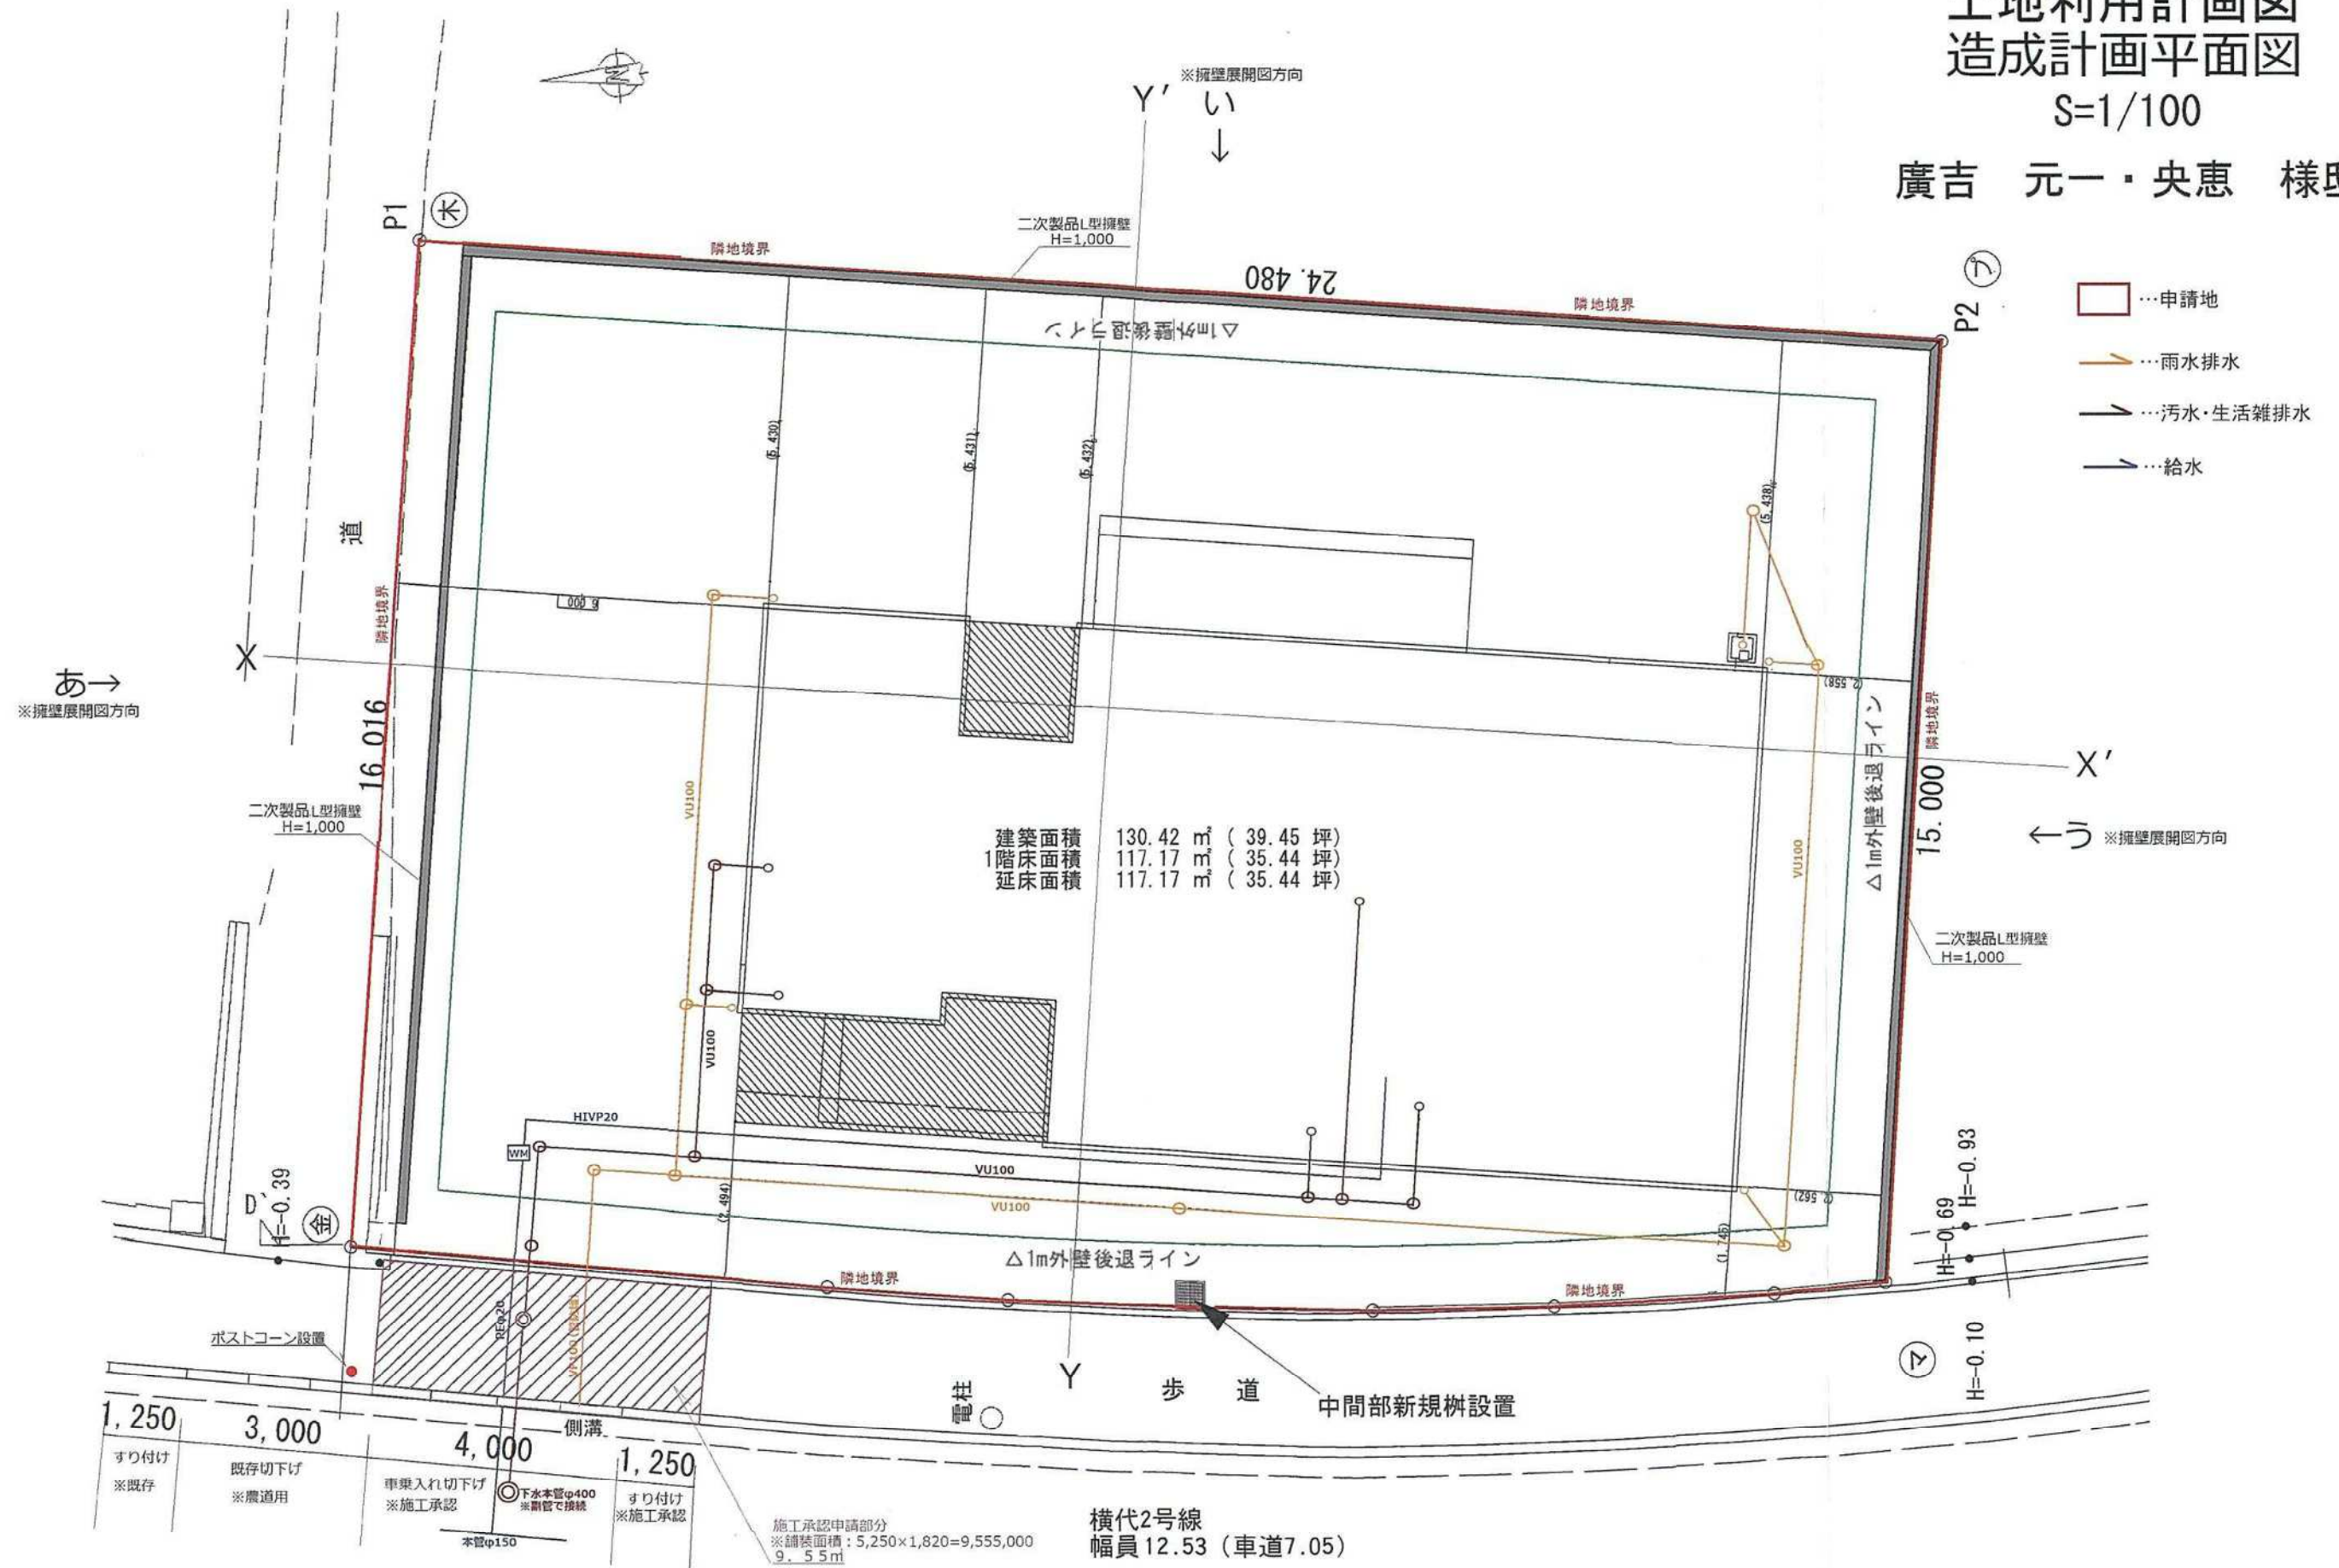 土地利用計画図
造成計画平面図
S=1/100
廣吉 元一・央恵 様邸
…申請地
…雨水排水
…汚水・生活雑排水
…給水
N
※擁壁展開図方向
Y' い
↓
P1
木
二次製品L型擁壁
H=1,000
隣地境界
24.480
隣地境界
△1m外壁後退ライン
P2
プ
道
(5.430)
(5.431)
(5.432)
(5.438)
隣地境界
6.000
X
あ→
※擁壁展開図方向
16.016
(2.558)
隣地境界
X'
△1m外壁後退ライン
15.000
←う ※擁壁展開図方向
VU100
VU100
二次製品L型擁壁
H=1,000
建築面積 130.42 ㎡ ( 39.45 坪)
1階床面積 117.17 ㎡ ( 35.44 坪)
延床面積 117.17 ㎡ ( 35.44 坪)
二次製品L型擁壁
H=1,000
VU100
HIVP20
WM
VU100
VU100
(2.494)
(2.562)
(1.745)
D`
H=-0.39
金
△1m外壁後退ライン
隣地境界
隣地境界
H=-0.93
H=-0.69
H=-0.10
マ
ポストコーン設置
REφ20
Y
電柱
歩 道
中間部新規桝設置
側溝
1,250
3,000
4,000
1,250
すり付け
※既存
既存切下げ
※農道用
車乗入れ切下げ
※施工承認
すり付け
※施工承認
下水本管φ400
※副管で接続
本管φ150
施工承認申請部分
※舗装面積：5,250×1,820=9,555,000
9．55㎡
横代2号線
幅員12.53（車道7.05）